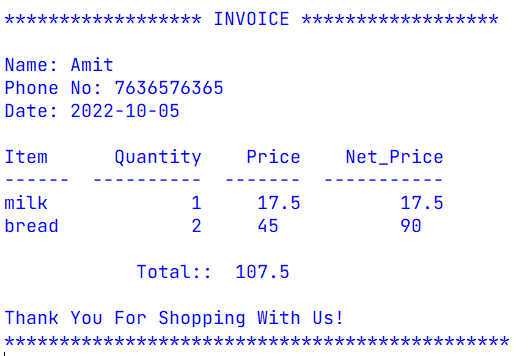 ****************** INVOICE ******************
Name: Amit
Phone No: 7636576365
Date: 2022-10-05
Item      Quantity    Price    Net_Price
------  ----------  -------  -----------
milk             1     17.5         17.5
bread            2     45           90
Total::  107.5
Thank You For Shopping With Us!
**********************************************